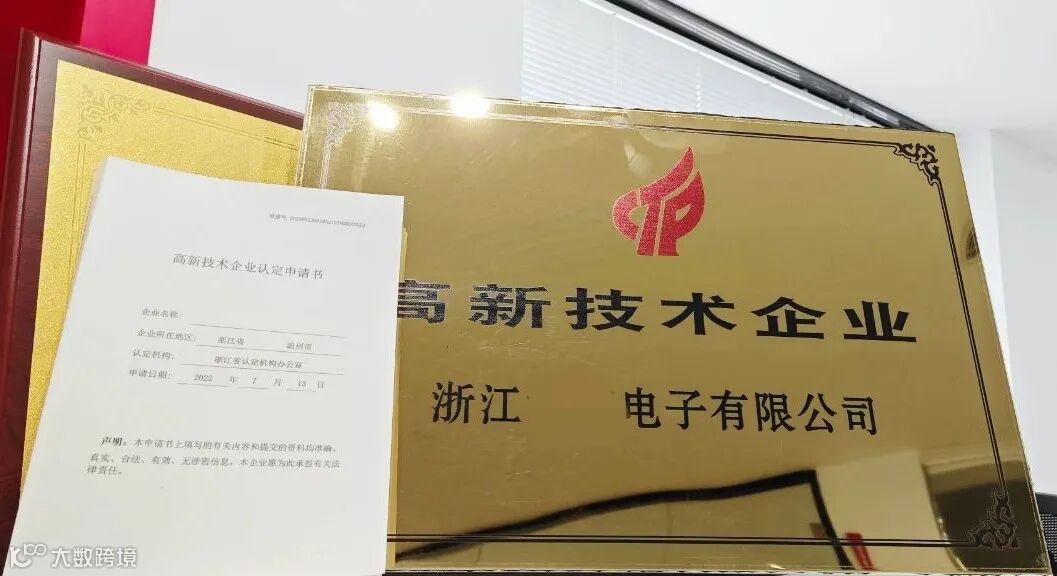 高新技术企业认定申请书
企业名称:
企业所在地区: 浙江省 温州市
认定机构: 浙江省认定机构办公室
申请日期: 2022 年 7 月 13 日
声明：本申请书上填写的有关内容和提交的资料均准确、
真实、合法、有效、无涉密信息，本企业愿为此承担有关法
律责任。
高新技术企业
浙江 电子有限公司
大数跨境